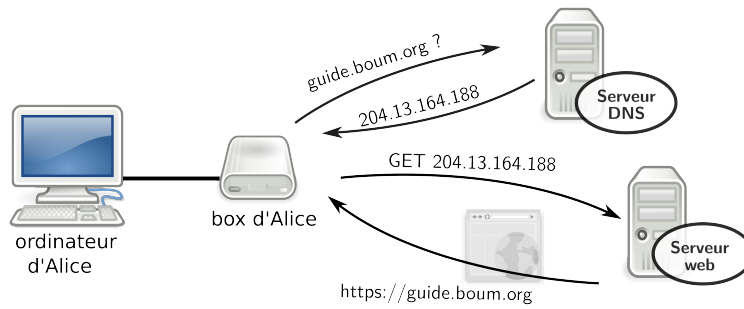 guide.boum.org ?
204.13.164.188
Serveur
DNS
GET 204.13.164.188
Serveur
web
https://guide.boum.org
box d'Alice
ordinateur
d'Alice